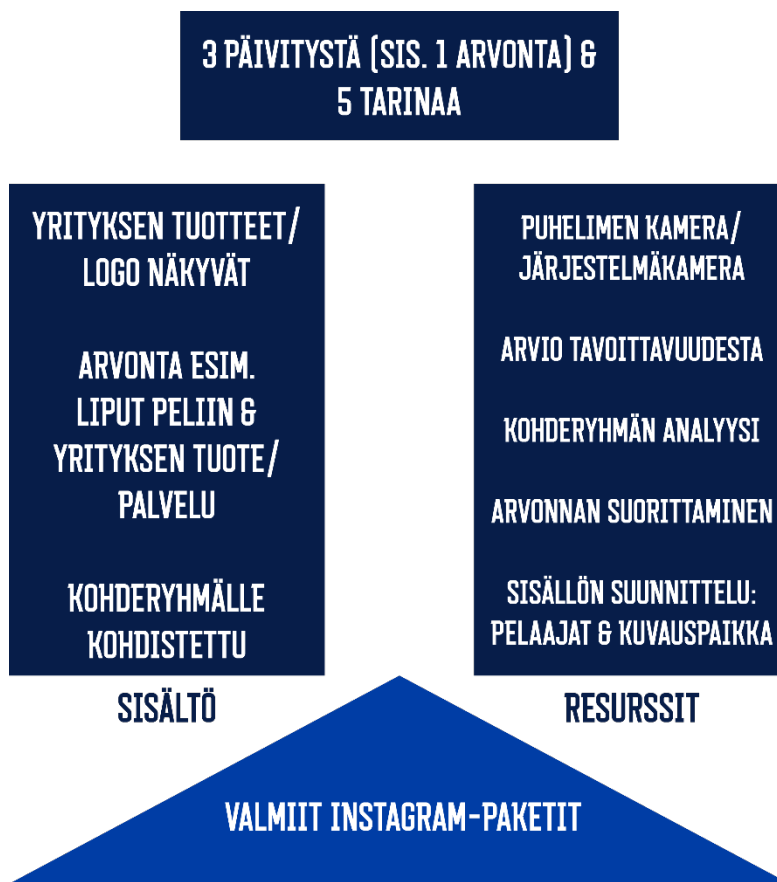 3 PÄIVITYSTÄ (SIS. 1 ARVONTA) &
5 TARINAA
YRITYKSEN TUOTTEET/
LOGO NÄKYVÄT
ARVONTA ESIM.
LIPUT PELIIN &
YRITYKSEN TUOTE/
PALVELU
KOHDERYHMÄLLE
KOHDISTETTU
SISÄLTÖ
PUHELIMEN KAMERA/
JÄRJESTELMÄKAMERA
ARVIO TAVOITTAVUUDESTA
KOHDERYHMÄN ANALYYSI
ARVONNAN SUORITTAMINEN
SISÄLLÖN SUUNNITTELU:
PELAAJAT & KUVAUSPAIKKA
RESURSSIT
VALMIIT INSTAGRAM-PAKETIT